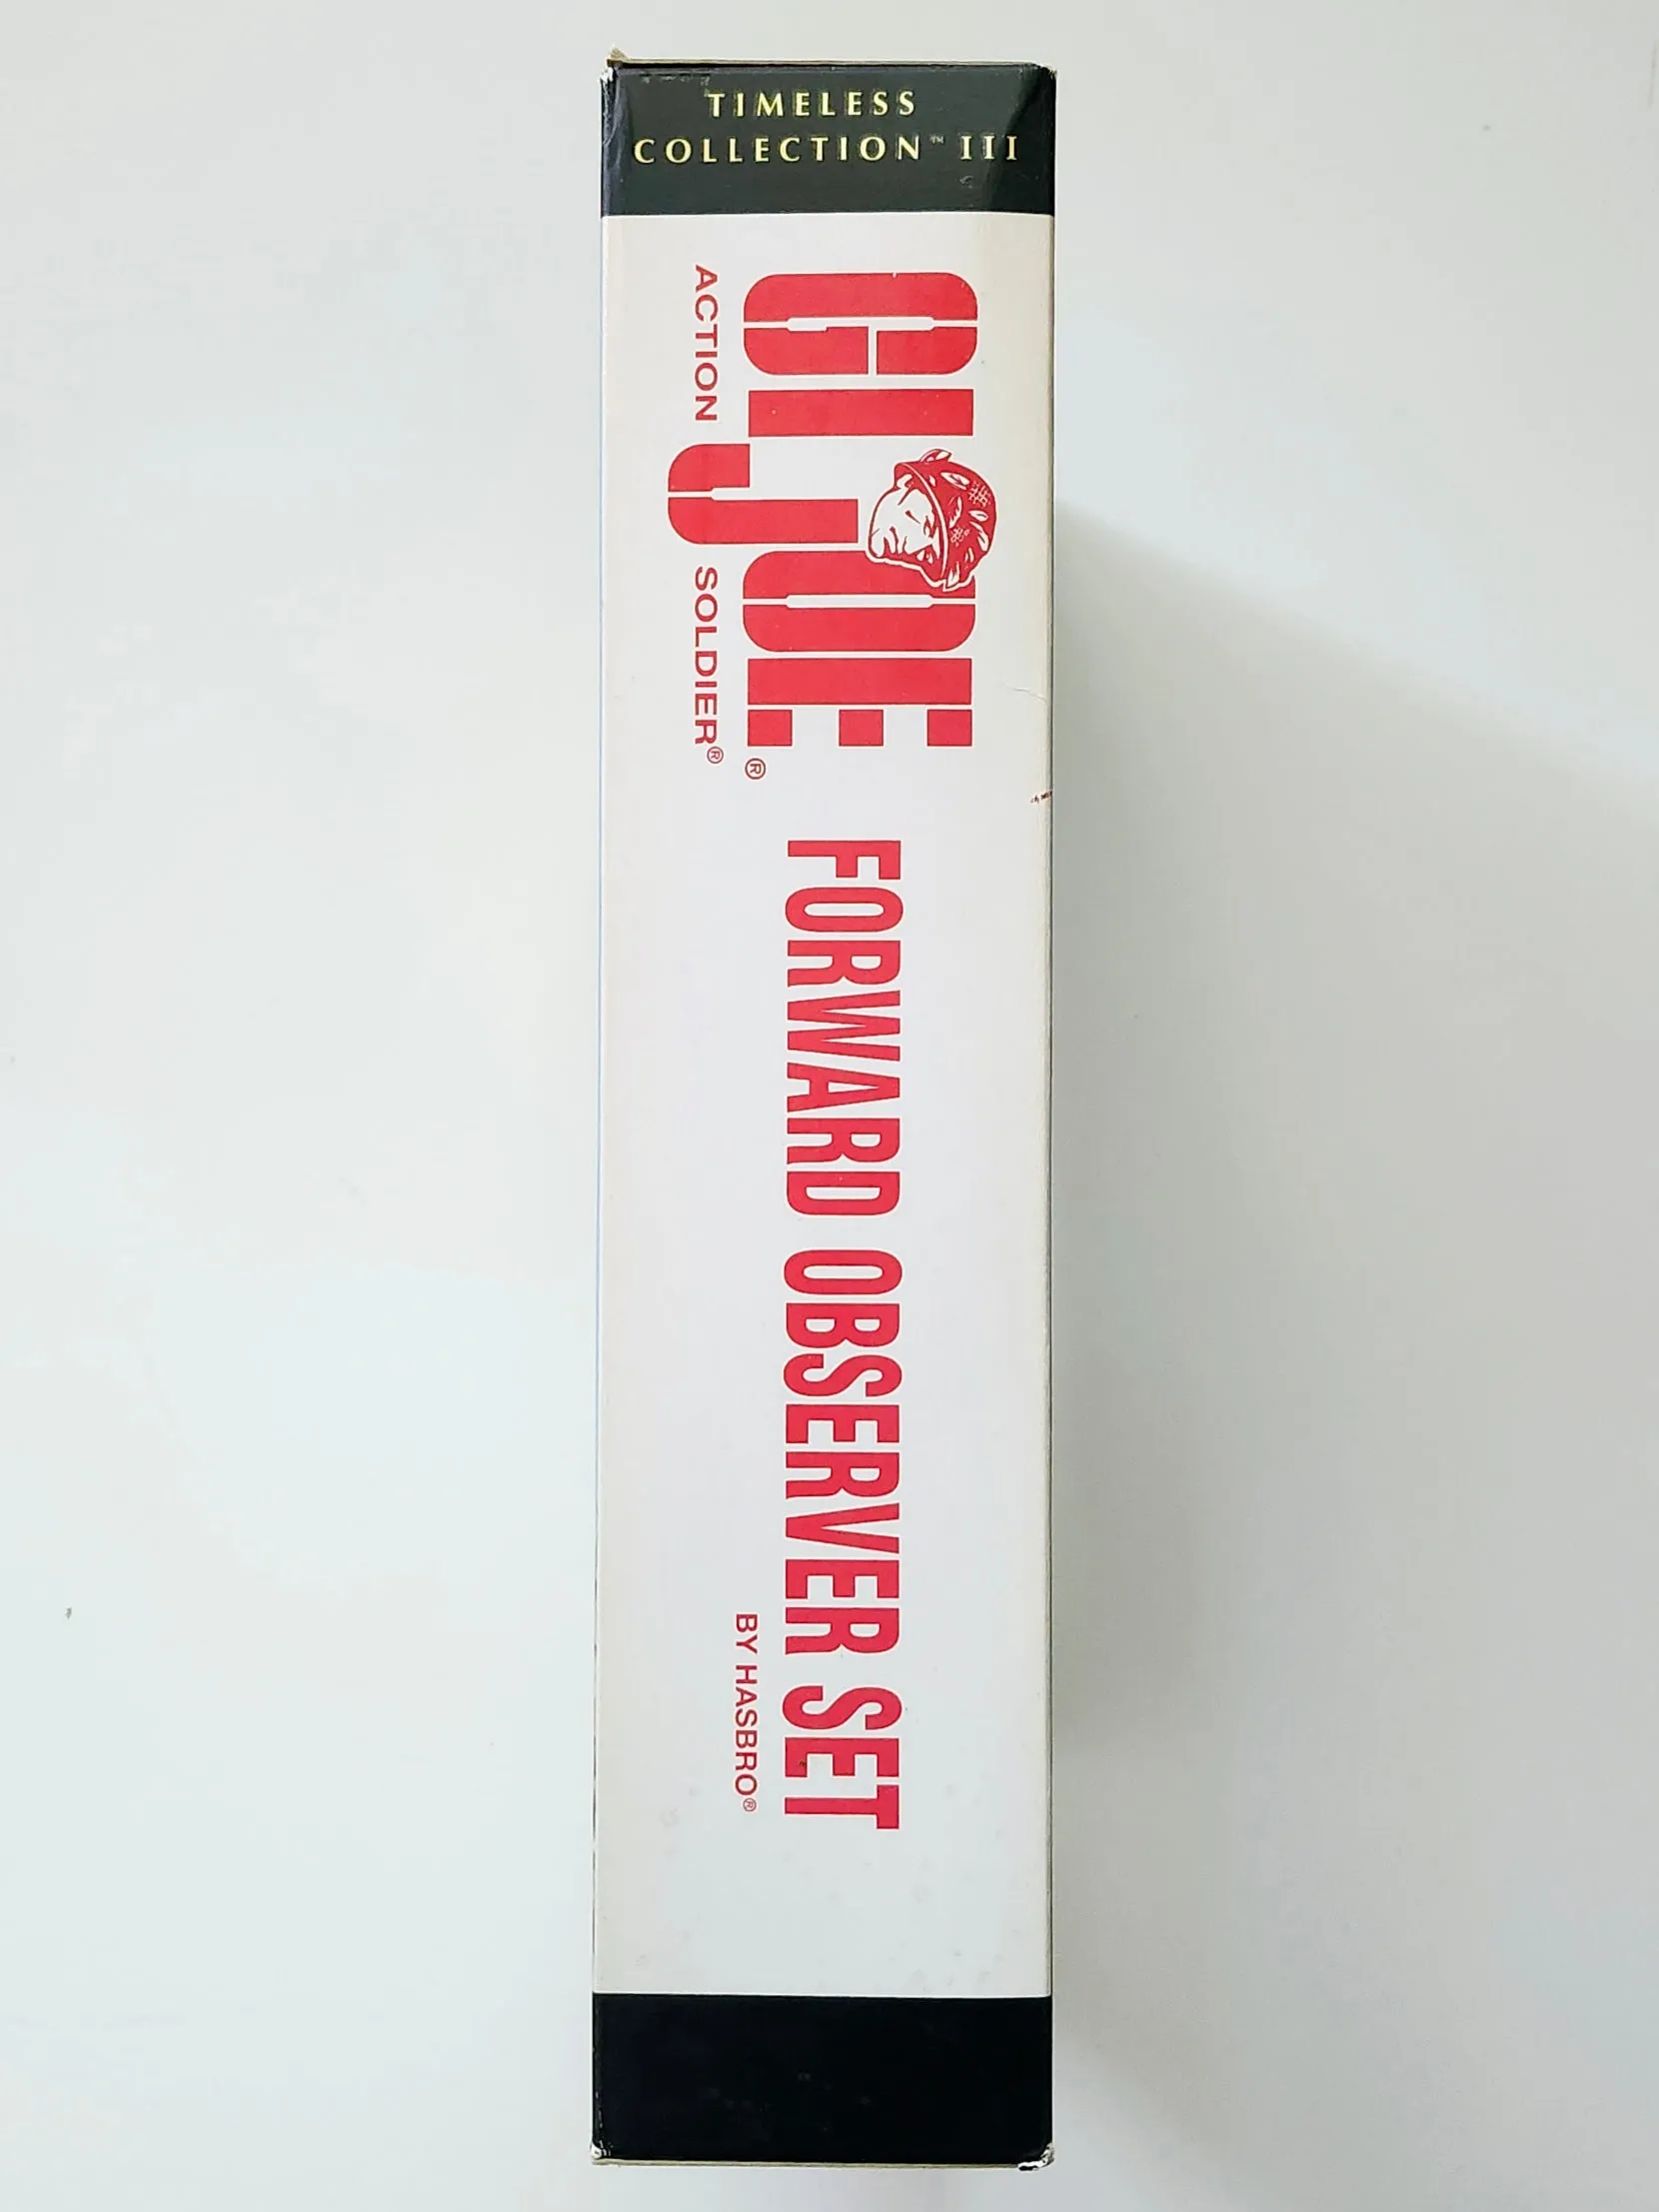 TIMELESS
COLLECTION™ III
GI JOE®
ACTION SOLDIER®
FORWARD OBSERVER SET
BY HASBRO®